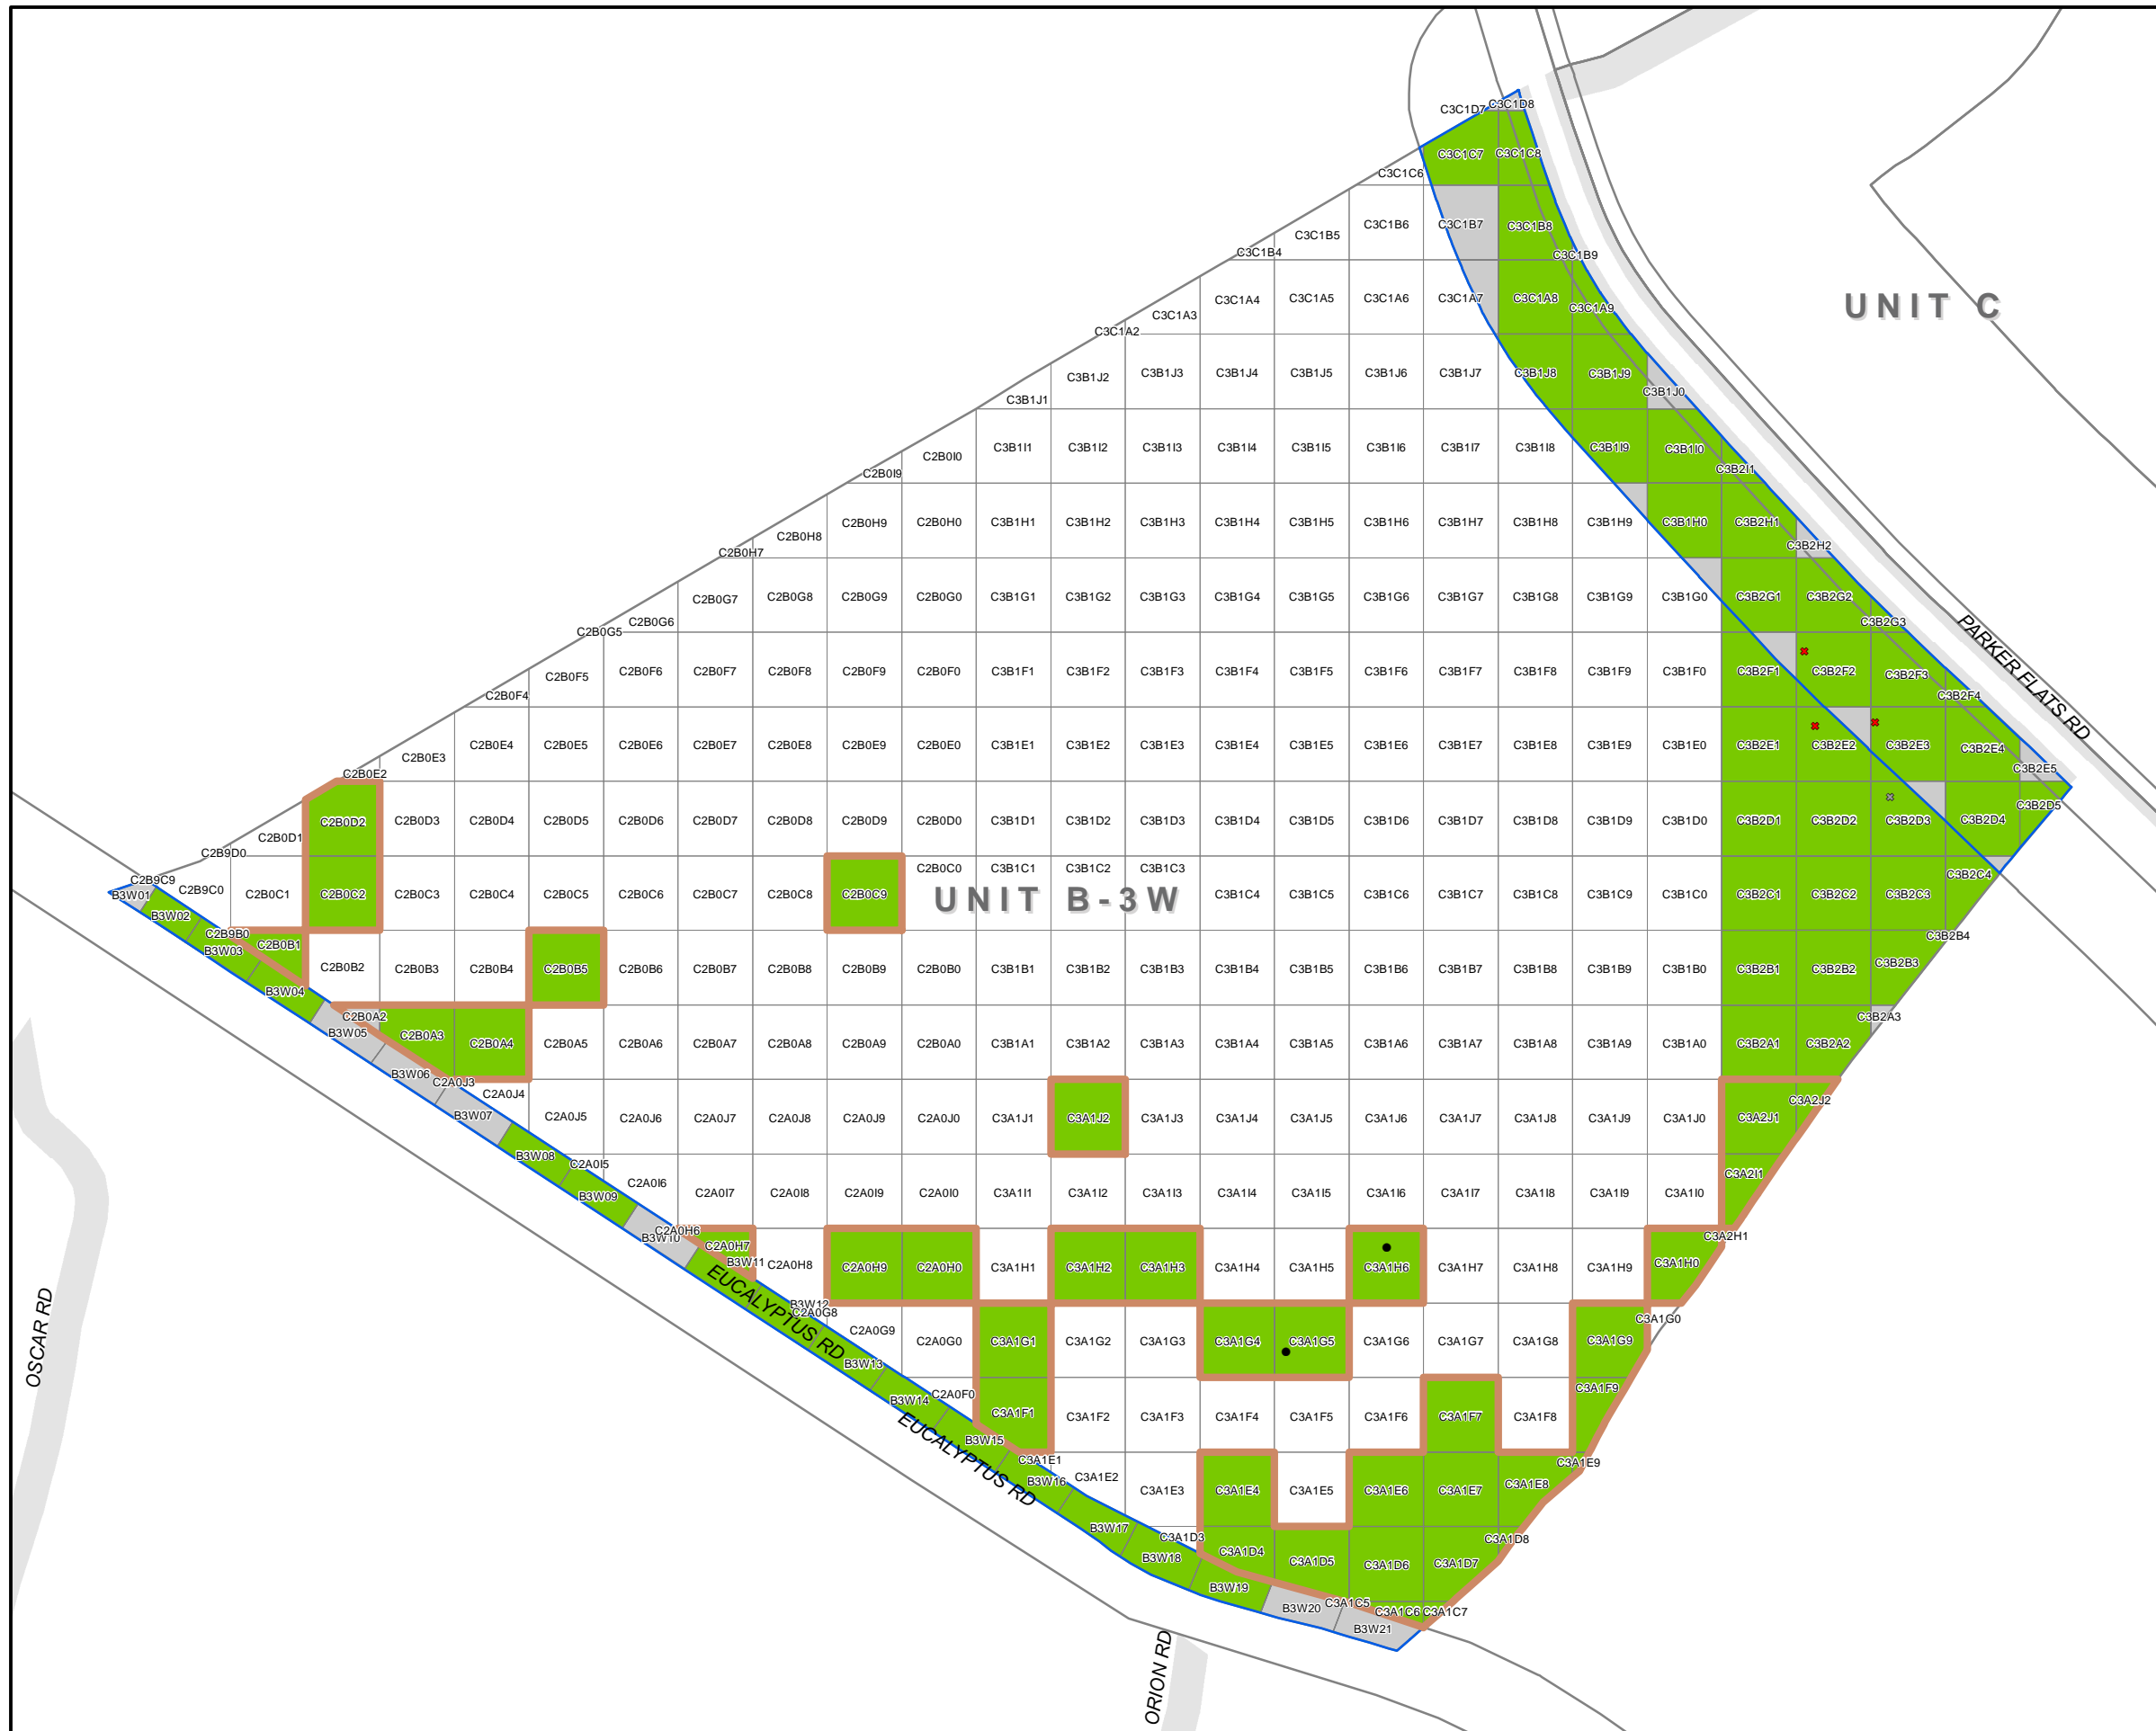 C3C1D7 C3C1D8
C3C1C6 C3C1C7 C3C1C8
C3C1B4 C3C1B5 C3C1B6 C3C1B7 C3C1B8 C3C1B9
UNIT C
C3C1A2 C3C1A3 C3C1A4 C3C1A5 C3C1A6 C3C1A7 C3C1A8 C3C1A9
C3B1J1 C3B1J2 C3B1J3 C3B1J4 C3B1J5 C3B1J6 C3B1J7 C3B1J8 C3B1J9 C3B1J0
C2B0I9 C2B0I0 C3B1I1 C3B1I2 C3B1I3 C3B1I4 C3B1I5 C3B1I6 C3B1I7 C3B1I8 C3B1I9 C3B1I0 C3B2I1
C2B0H7 C2B0H8 C2B0H9 C2B0H0 C3B1H1 C3B1H2 C3B1H3 C3B1H4 C3B1H5 C3B1H6 C3B1H7 C3B1H8 C3B1H9 C3B1H0 C3B2H1 C3B2H2
C2B0G5 C2B0G6 C2B0G7 C2B0G8 C2B0G9 C2B0G0 C3B1G1 C3B1G2 C3B1G3 C3B1G4 C3B1G5 C3B1G6 C3B1G7 C3B1G8 C3B1G9 C3B1G0 C3B2G1 C3B2G2 C3B2G3
PARKER FLATS RD
C2B0F4 C2B0F5 C2B0F6 C2B0F7 C2B0F8 C2B0F9 C2B0F0 C3B1F1 C3B1F2 C3B1F3 C3B1F4 C3B1F5 C3B1F6 C3B1F7 C3B1F8 C3B1F9 C3B1F0 C3B2F1 C3B2F2 C3B2F3 C3B2F4
C2B0E2 C2B0E3 C2B0E4 C2B0E5 C2B0E6 C2B0E7 C2B0E8 C2B0E9 C2B0E0 C3B1E1 C3B1E2 C3B1E3 C3B1E4 C3B1E5 C3B1E6 C3B1E7 C3B1E8 C3B1E9 C3B1E0 C3B2E1 C3B2E2 C3B2E3 C3B2E4 C3B2E5
C2B9D0 C2B0D1 C2B0D2 C2B0D3 C2B0D4 C2B0D5 C2B0D6 C2B0D7 C2B0D8 C2B0D9 C2B0D0 C3B1D1 C3B1D2 C3B1D3 C3B1D4 C3B1D5 C3B1D6 C3B1D7 C3B1D8 C3B1D9 C3B1D0 C3B2D1 C3B2D2 C3B2D3 C3B2D4 C3B2D5
C2B9C9 C2B9C0 C2B0C1 C2B0C2 C2B0C3 C2B0C4 C2B0C5 C2B0C6 C2B0C7 C2B0C8 C2B0C9 C2B0C0 C3B1C1 C3B1C2 C3B1C3 C3B1C4 C3B1C5 C3B1C6 C3B1C7 C3B1C8 C3B1C9 C3B1C0 C3B2C1 C3B2C2 C3B2C3 C3B2C4
UNIT B-3W
B3W01
B3W02
C2B9B0 C2B0B1 C2B0B2 C2B0B3 C2B0B4 C2B0B5 C2B0B6 C2B0B7 C2B0B8 C2B0B9 C2B0B0 C3B1B1 C3B1B2 C3B1B3 C3B1B4 C3B1B5 C3B1B6 C3B1B7 C3B1B8 C3B1B9 C3B1B0 C3B2B1 C3B2B2 C3B2B3 C3B2B4
B3W03
B3W04
C2B0A2 C2B0A3 C2B0A4 C2B0A5 C2B0A6 C2B0A7 C2B0A8 C2B0A9 C2B0A0 C3B1A1 C3B1A2 C3B1A3 C3B1A4 C3B1A5 C3B1A6 C3B1A7 C3B1A8 C3B1A9 C3B1A0 C3B2A1 C3B2A2 C3B2A3
B3W05
B3W06
C2A0J3 C2A0J4 C2A0J5 C2A0J6 C2A0J7 C2A0J8 C2A0J9 C2A0J0 C3A1J1 C3A1J2 C3A1J3 C3A1J4 C3A1J5 C3A1J6 C3A1J7 C3A1J8 C3A1J9 C3A1J0 C3A2J1 C3A2J2
B3W07
B3W08
C2A0I5 C2A0I6 C2A0I7 C2A0I8 C2A0I9 C2A0I0 C3A1I1 C3A1I2 C3A1I3 C3A1I4 C3A1I5 C3A1I6 C3A1I7 C3A1I8 C3A1I9 C3A1I0 C3A2I1
B3W09
C2A0H6 C2A0H7 C2A0H8 C2A0H9 C2A0H0 C3A1H1 C3A1H2 C3A1H3 C3A1H4 C3A1H5 C3A1H6 C3A1H7 C3A1H8 C3A1H9 C3A1H0 C3A2H1
B3W10
B3W11
EUCALYPTUS RD
OSCAR RD
B3W12
C2A0G8 C2A0G9 C2A0G0 C3A1G1 C3A1G2 C3A1G3 C3A1G4 C3A1G5 C3A1G6 C3A1G7 C3A1G8 C3A1G9 C3A1G0
B3W13
B3W14
C2A0F0 C3A1F1 C3A1F2 C3A1F3 C3A1F4 C3A1F5 C3A1F6 C3A1F7 C3A1F8 C3A1F9
B3W15
EUCALYPTUS RD
C3A1E1 C3A1E2 C3A1E3 C3A1E4 C3A1E5 C3A1E6 C3A1E7 C3A1E8 C3A1E9
B3W16
B3W17
C3A1D3 C3A1D4 C3A1D5 C3A1D6 C3A1D7 C3A1D8
B3W18
B3W19
C3A1C5 C3A1C6 C3A1C7
B3W20
B3W21
ORION RD